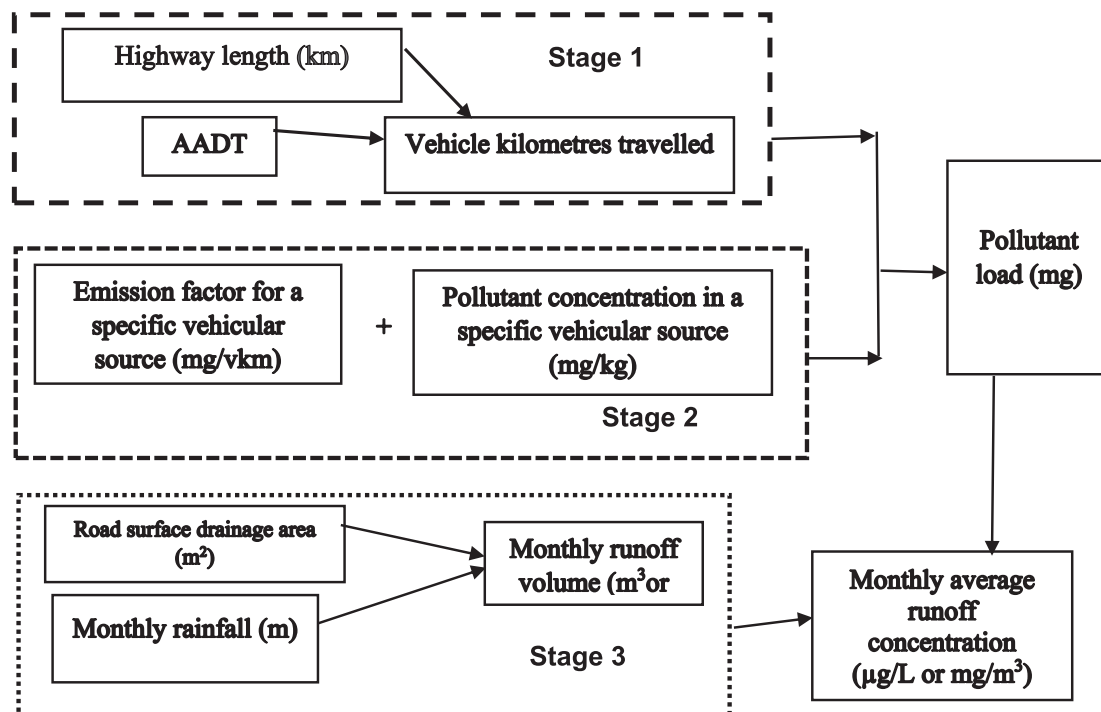 Highway length (km)
Stage 1
AADT
Vehicle kilometres travelled
Pollutant
load (mg)
Emission factor for a
specific vehicular
source (mg/vkm)
+
Pollutant concentration in a
specific vehicular source
(mg/kg)
Stage 2
Road surface drainage area
(m²)
Monthly runoff
volume (m³or
Monthly rainfall (m)
Stage 3
Monthly average
runoff
concentration
(µg/L or mg/m³)